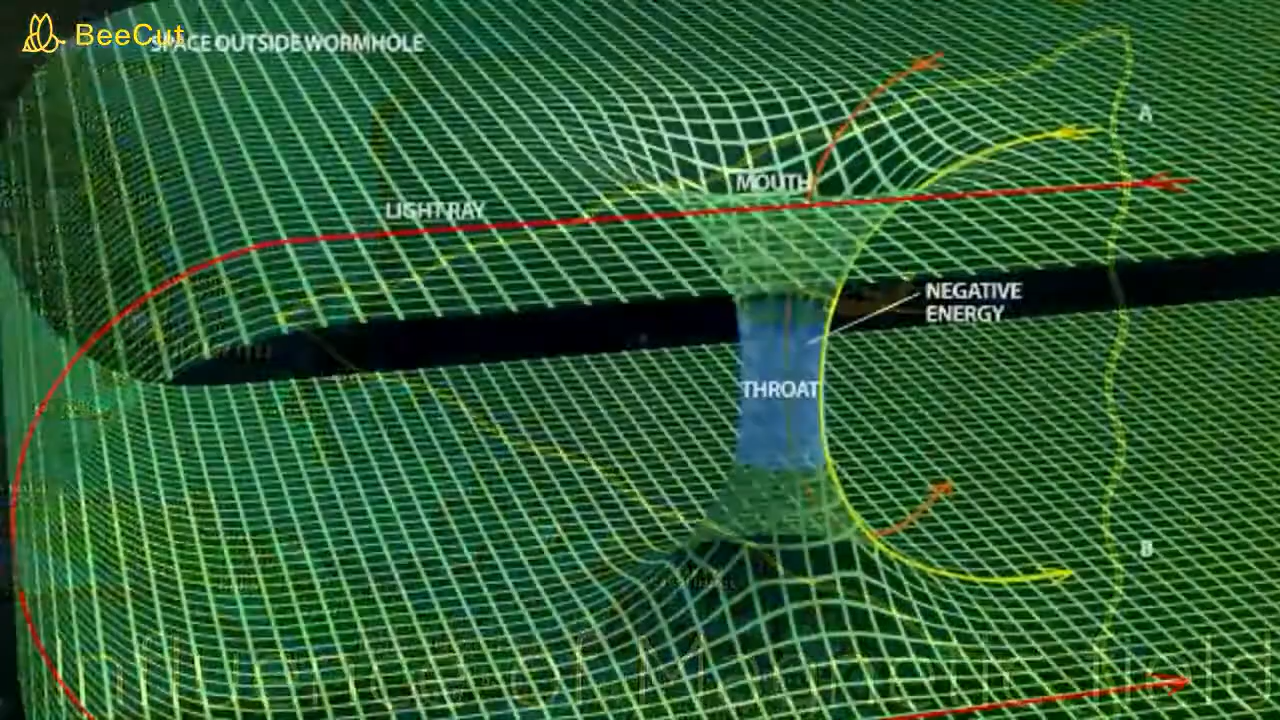 BeeCut
SPACE OUTSIDE WORMHOLE
A
MOUTH
LIGHT RAY
NEGATIVE
ENERGY
THROAT
B